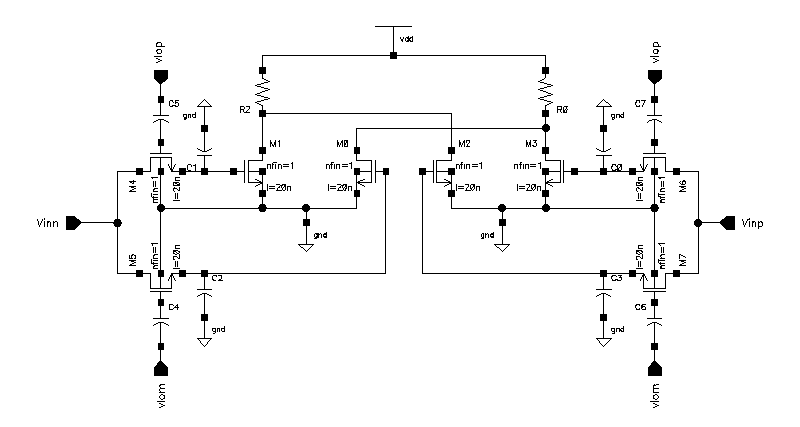 vdd
vlop
vlop
C5
C7
gnd
R2
R0
gnd
M1
M0
M2
M3
C1
C0
nfin=1
nfin=1
nfin=1
nfin=1
l=20n
l=20n
l=20n
l=20n
M4
nfin=1
l=20n
l=20n
nfin=1
M6
Vinn
Vinp
gnd
gnd
M5
nfin=1
l=20n
l=20n
nfin=1
M7
C2
C3
C4
C6
gnd
gnd
vlom
vlom